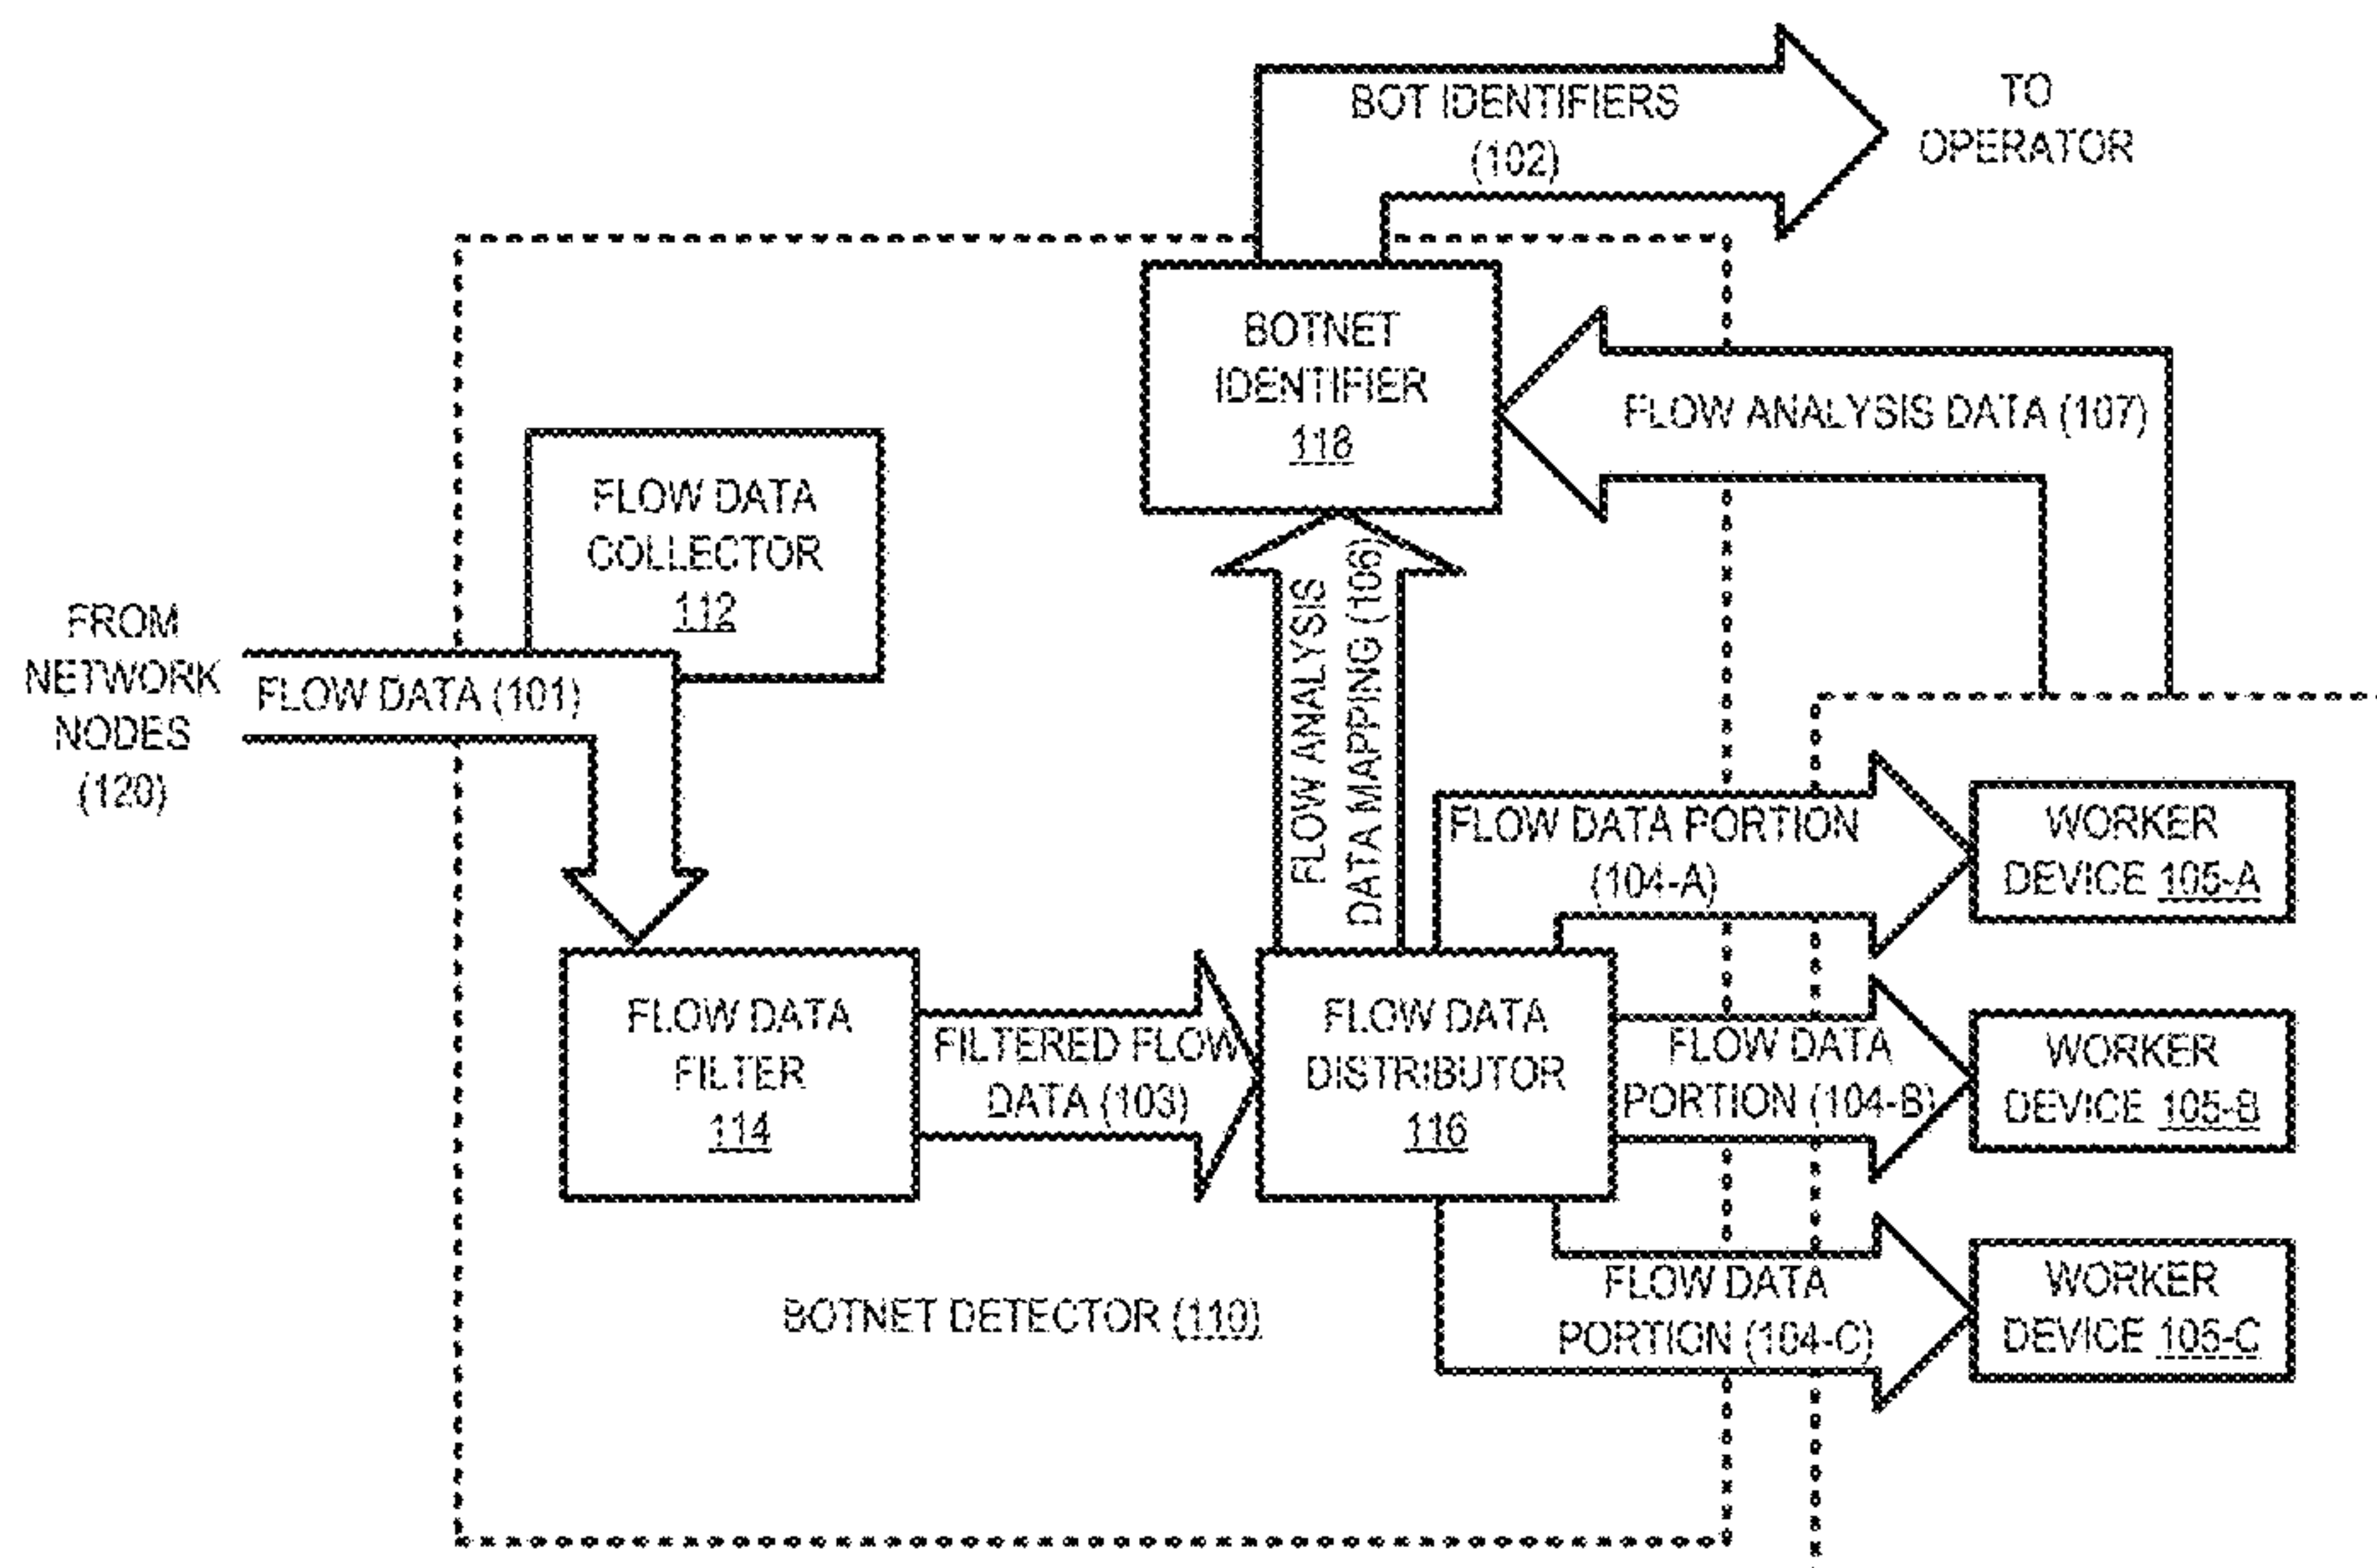 BOT IDENTIFIERS
(102)
TO
OPERATOR
BOTNET
IDENTIFIER
118
FLOW ANALYSIS DATA (107)
FLOW DATA
COLLECTOR
112
FROM
NETWORK
NODES
(120)
FLOW DATA (101)
FLOW ANALYSIS
DATA MAPPING (106)
FLOW DATA PORTION
(104-A)
WORKER
DEVICE 105-A
FLOW DATA
FILTER
114
FILTERED FLOW
DATA (103)
FLOW DATA
DISTRIBUTOR
116
FLOW DATA
PORTION (104-B)
WORKER
DEVICE 105-B
FLOW DATA
PORTION (104-C)
WORKER
DEVICE 105-C
BOTNET DETECTOR (110)